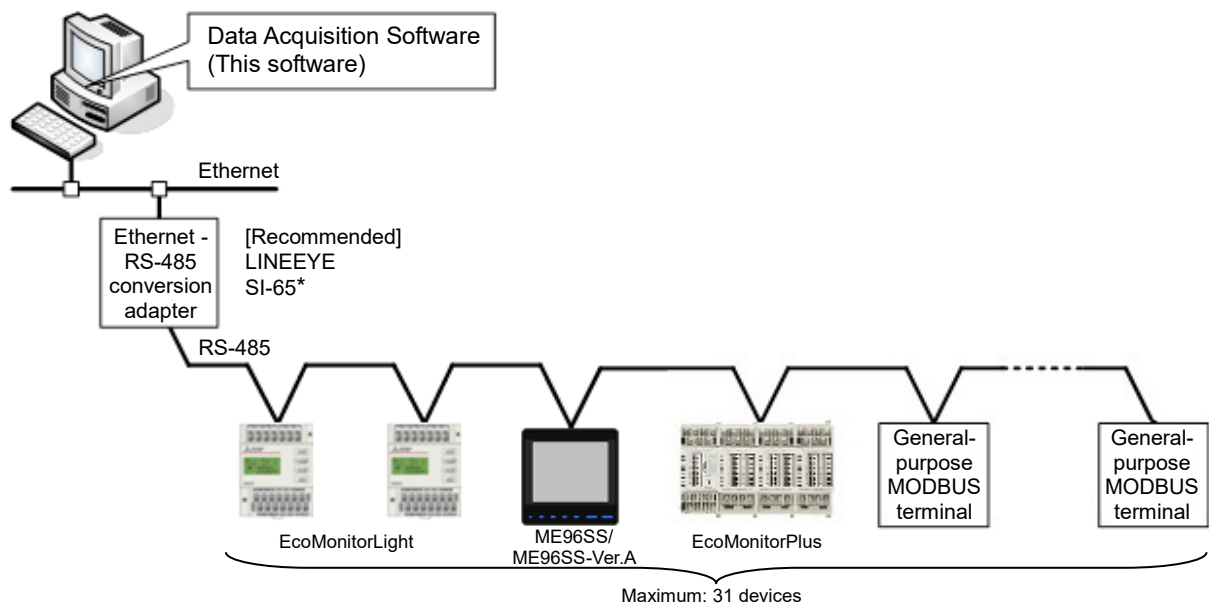 Data Acquisition Software
(This software)
Ethernet
Ethernet -
RS-485
conversion
adapter
[Recommended]
LINEEYE
SI-65*
RS-485
General-
purpose
MODBUS
terminal
General-
purpose
MODBUS
terminal
EcoMonitorLight
ME96SS/
ME96SS-Ver.A
EcoMonitorPlus
Maximum: 31 devices